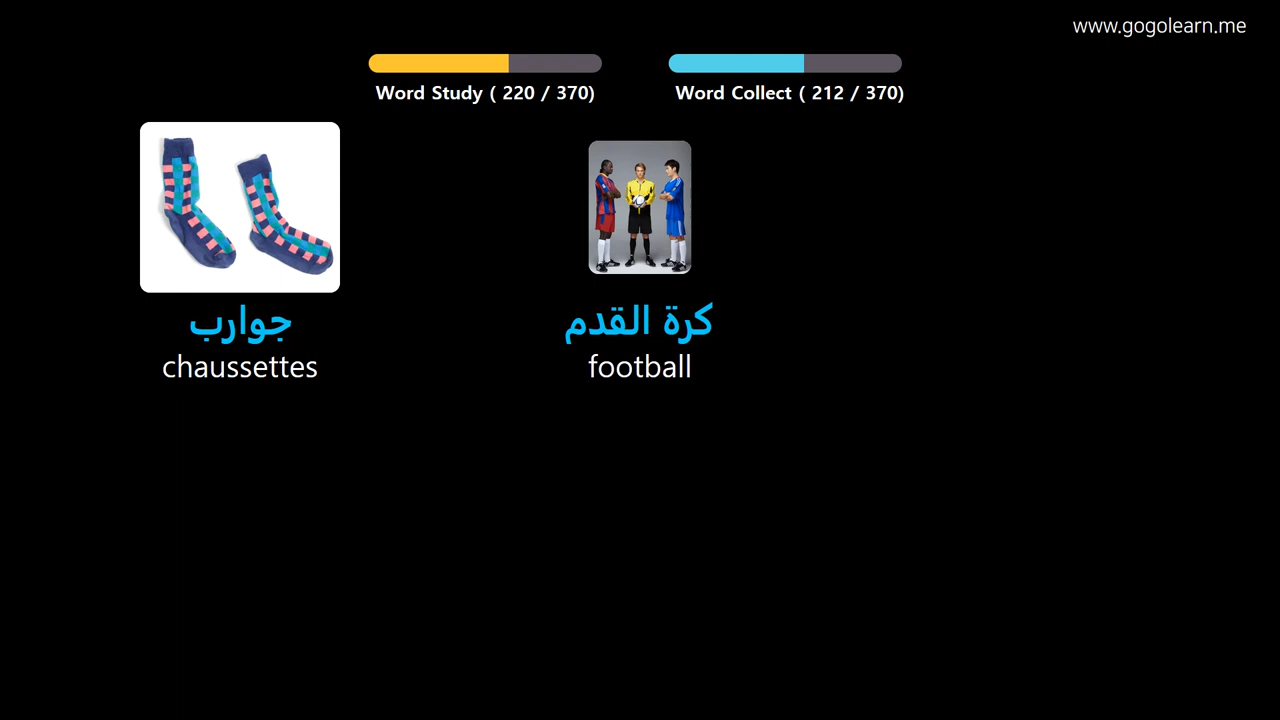 www.gogolearn.me
Word Study ( 220 / 370)
Word Collect ( 212 / 370)
جوارب
chaussettes
كرة القدم
football